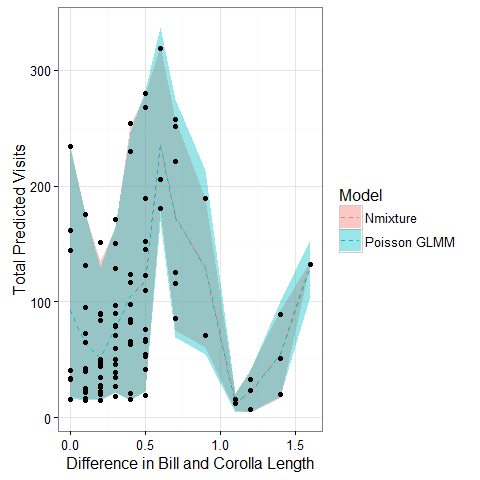 300
200
100
0
Total Predicted Visits
0.0 0.5 1.0 1.5
Difference in Bill and Corolla Length
Model
Nmixture
Poisson GLMM